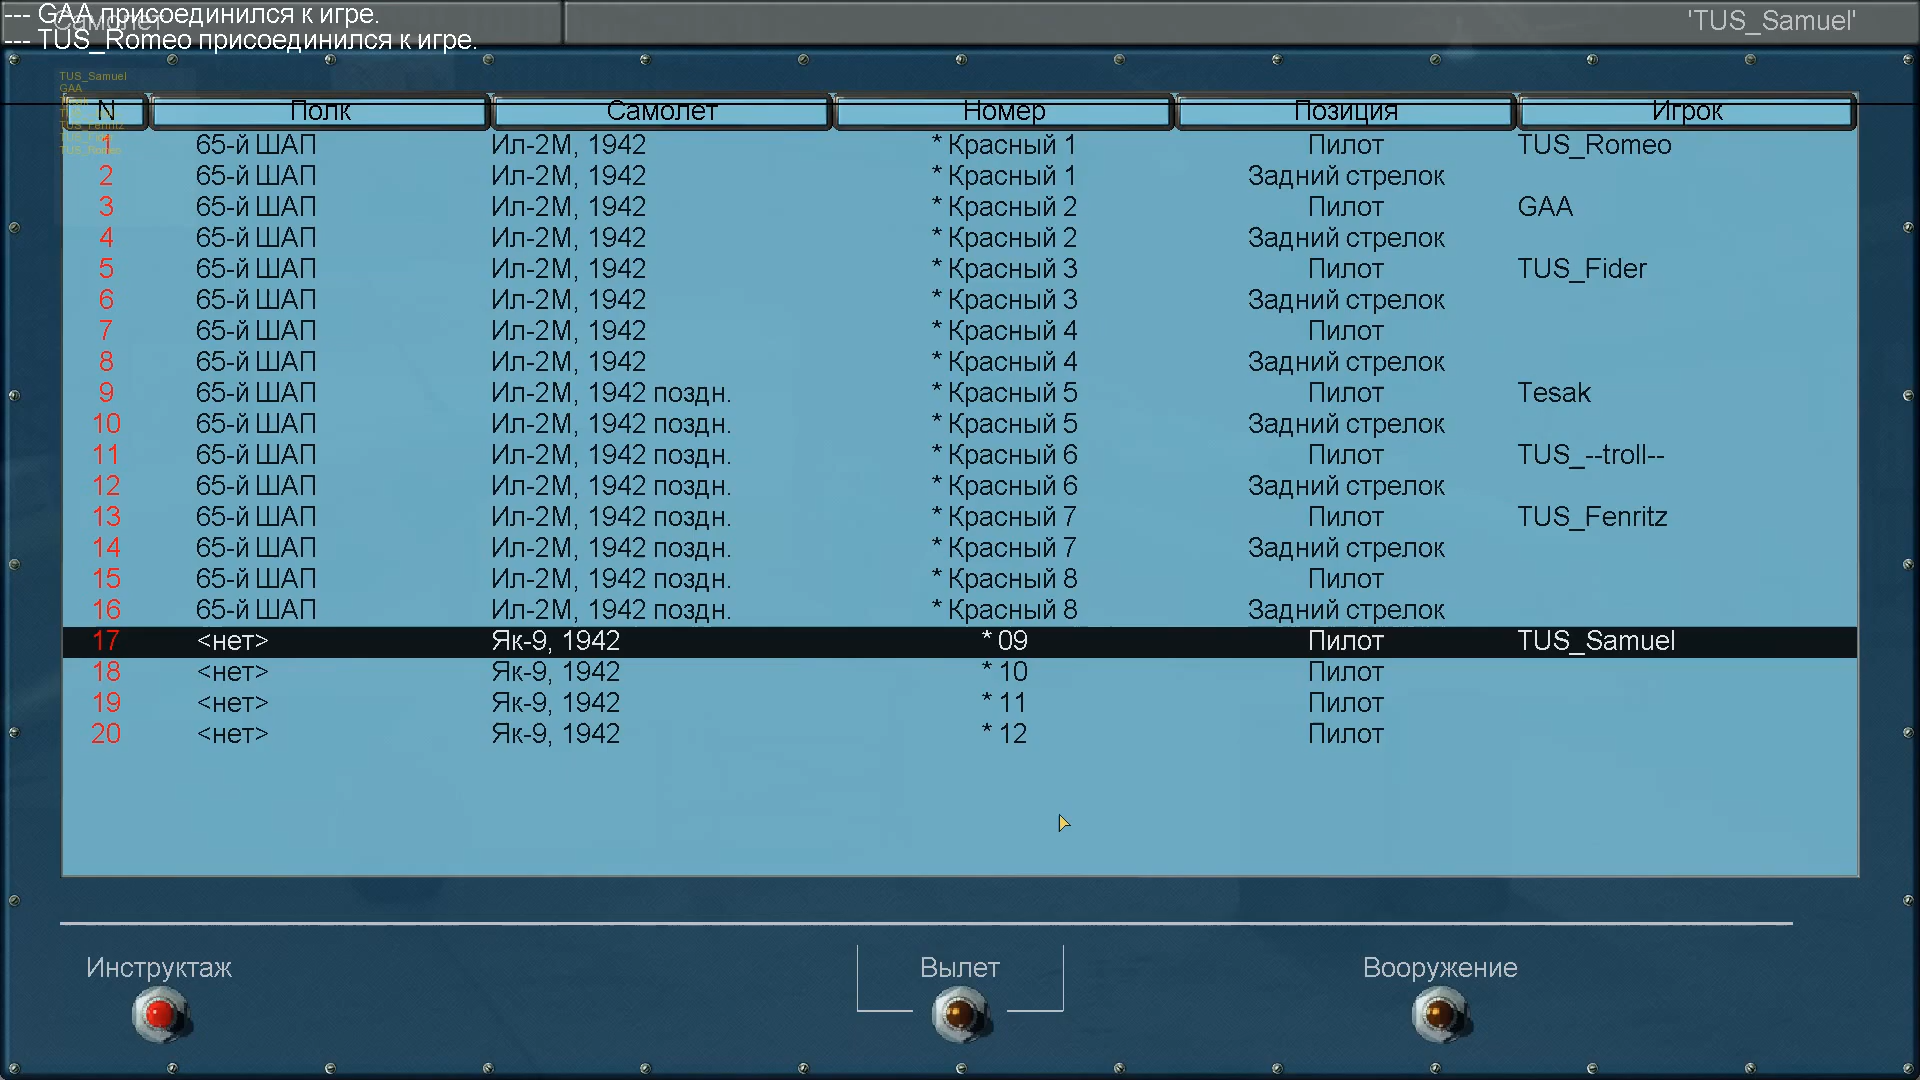 --- GAA присоединился к игре.
--- TUS_Romeo присоединился к игре.
Самолет
'TUS_Samuel'
TUS_Samuel
GAA
TUS_Fenritz
TUS_Romeo
N Полк Самолет Номер Позиция Игрок
1 65-й ШАП Ил-2М, 1942 * Красный 1 Пилот TUS_Romeo
2 65-й ШАП Ил-2М, 1942 * Красный 1 Задний стрелок
3 65-й ШАП Ил-2М, 1942 * Красный 2 Пилот GAA
4 65-й ШАП Ил-2М, 1942 * Красный 2 Задний стрелок
5 65-й ШАП Ил-2М, 1942 * Красный 3 Пилот TUS_Fider
6 65-й ШАП Ил-2М, 1942 * Красный 3 Задний стрелок
7 65-й ШАП Ил-2М, 1942 * Красный 4 Пилот
8 65-й ШАП Ил-2М, 1942 * Красный 4 Задний стрелок
9 65-й ШАП Ил-2М, 1942 поздн. * Красный 5 Пилот Tesak
10 65-й ШАП Ил-2М, 1942 поздн. * Красный 5 Задний стрелок
11 65-й ШАП Ил-2М, 1942 поздн. * Красный 6 Пилот TUS_--troll--
12 65-й ШАП Ил-2М, 1942 поздн. * Красный 6 Задний стрелок
13 65-й ШАП Ил-2М, 1942 поздн. * Красный 7 Пилот TUS_Fenritz
14 65-й ШАП Ил-2М, 1942 поздн. * Красный 7 Задний стрелок
15 65-й ШАП Ил-2М, 1942 поздн. * Красный 8 Пилот
16 65-й ШАП Ил-2М, 1942 поздн. * Красный 8 Задний стрелок
17 <нет> Як-9, 1942 * 09 Пилот TUS_Samuel
18 <нет> Як-9, 1942 * 10 Пилот
19 <нет> Як-9, 1942 * 11 Пилот
20 <нет> Як-9, 1942 * 12 Пилот
Инструктаж Вылет Вооружение